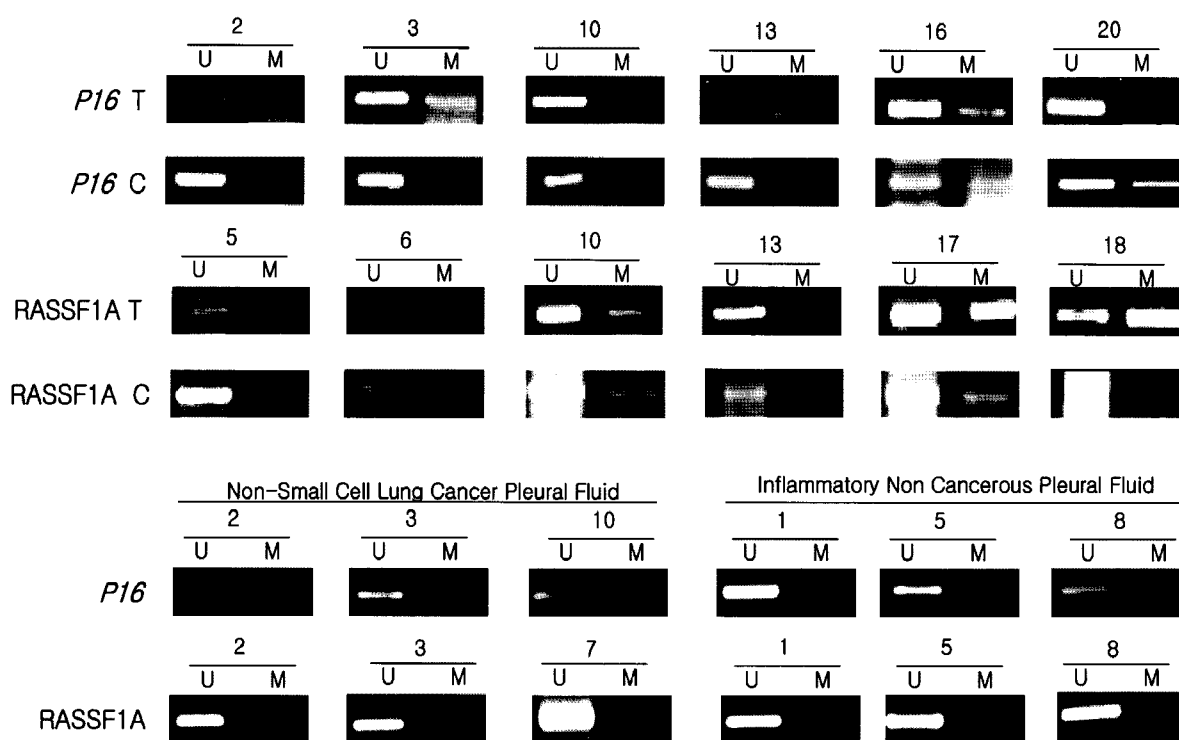 2 3 10 13 16 20
U M U M U M U M U M U M
P16 T
P16 C
5 6 10 13 17 18
U M U M U M U M U M U M
RASSF1A T
RASSF1A C
Non-Small Cell Lung Cancer Pleural Fluid Inflammatory Non Cancerous Pleural Fluid
2 3 10 1 5 8
U M U M U M U M U M U M
P16
2 3 7 1 5 8
U M U M U M U M U M U M
RASSF1A